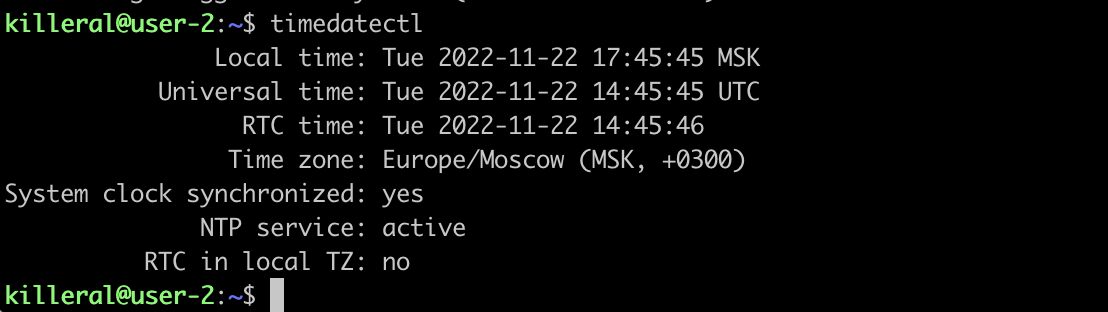 killeral@user-2:~$ timedatectl
Local time: Tue 2022-11-22 17:45:45 MSK
Universal time: Tue 2022-11-22 14:45:45 UTC
RTC time: Tue 2022-11-22 14:45:46
Time zone: Europe/Moscow (MSK, +0300)
System clock synchronized: yes
NTP service: active
RTC in local TZ: no
killeral@user-2:~$